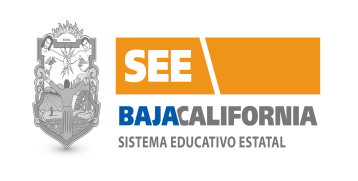 SEE
BAJACALIFORNIA
SISTEMA EDUCATIVO ESTATAL